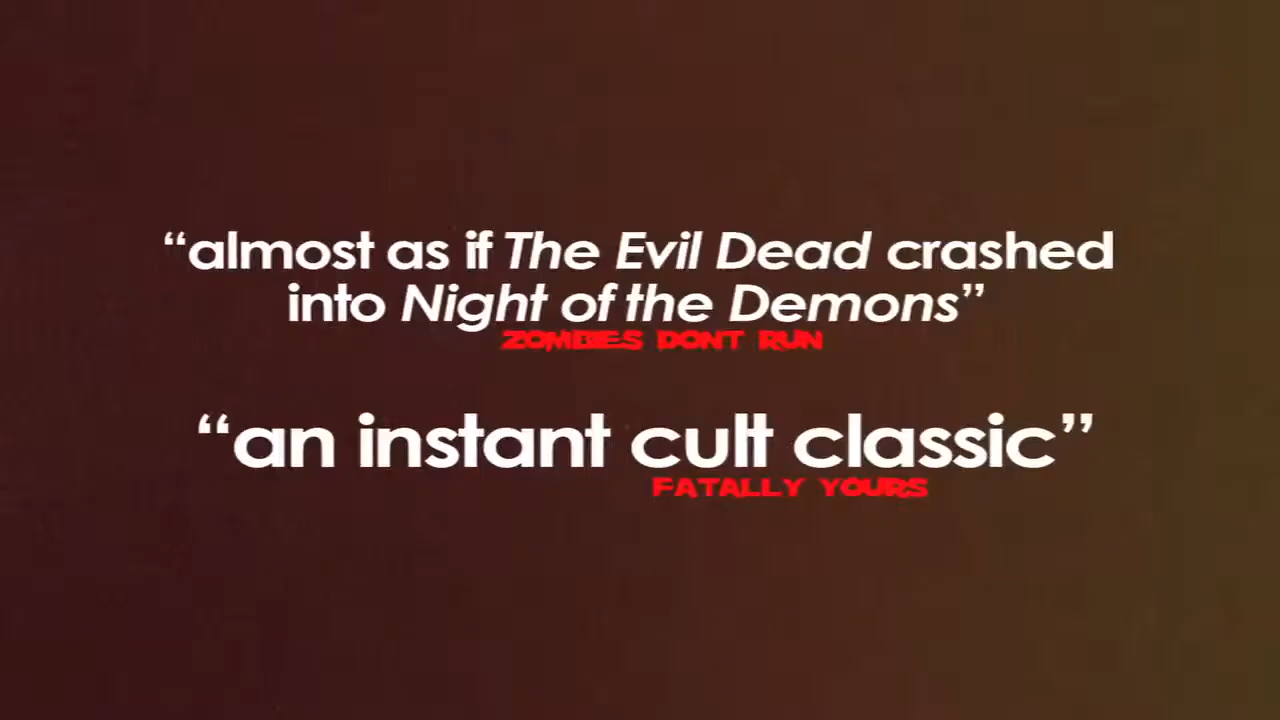 “almost as if The Evil Dead crashed
into Night of the Demons”
ZOMBIES DONT RUN
“an instant cult classic”
FATALLY YOURS